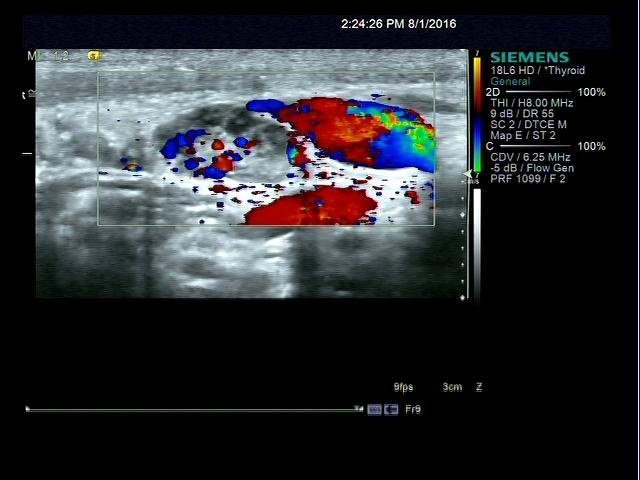 2:24:26 PM 8/1/2016
SIEMENS
18L6 HD / *Thyroid
General
2D 100%
THI / H8.00 MHz
9 dB / DR 55
SC 2 / DTCE M
Map E / ST 2
C 100%
CDV / 6.25 MHz
-5 dB / Flow Gen
PRF 1099 / F 2
9fps 3cm Z
Fr9